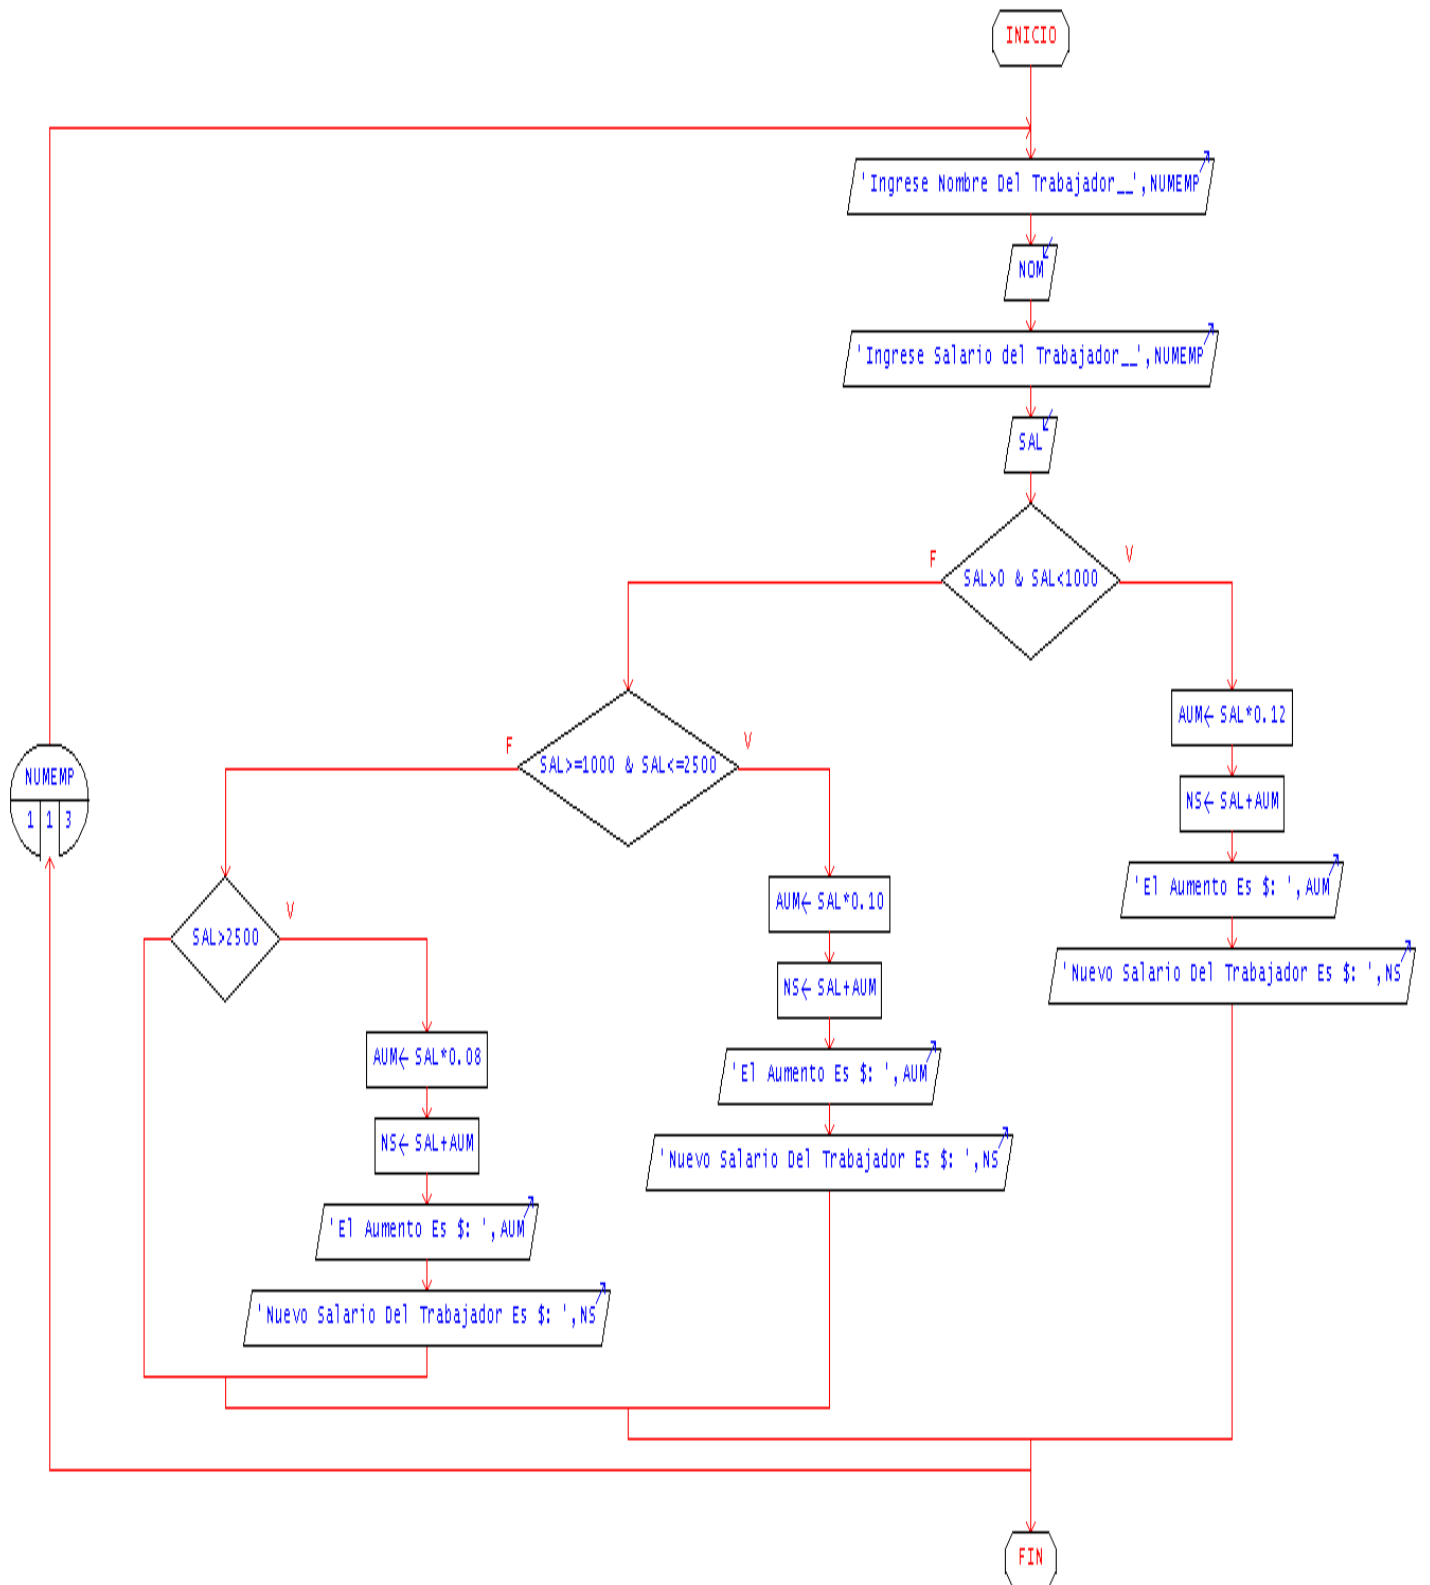 INICIO
'Ingrese Nombre Del Trabajador__',NUMEMP
NOM
'Ingrese Salario del Trabajador__',NUMEMP
SAL
SAL>0 & SAL<1000
F
V
AUM← SAL*0.12
NS← SAL+AUM
'El Aumento Es $: ',AUM
'Nuevo Salario Del Trabajador Es $: ',NS
SAL>=1000 & SAL<=2500
F
V
AUM← SAL*0.10
NS← SAL+AUM
'El Aumento Es $: ',AUM
'Nuevo Salario Del Trabajador Es $: ',NS
SAL>2500
V
AUM← SAL*0.08
NS← SAL+AUM
'El Aumento Es $: ',AUM
'Nuevo Salario Del Trabajador Es $: ',NS
NUMEMP
1 1 3
FIN